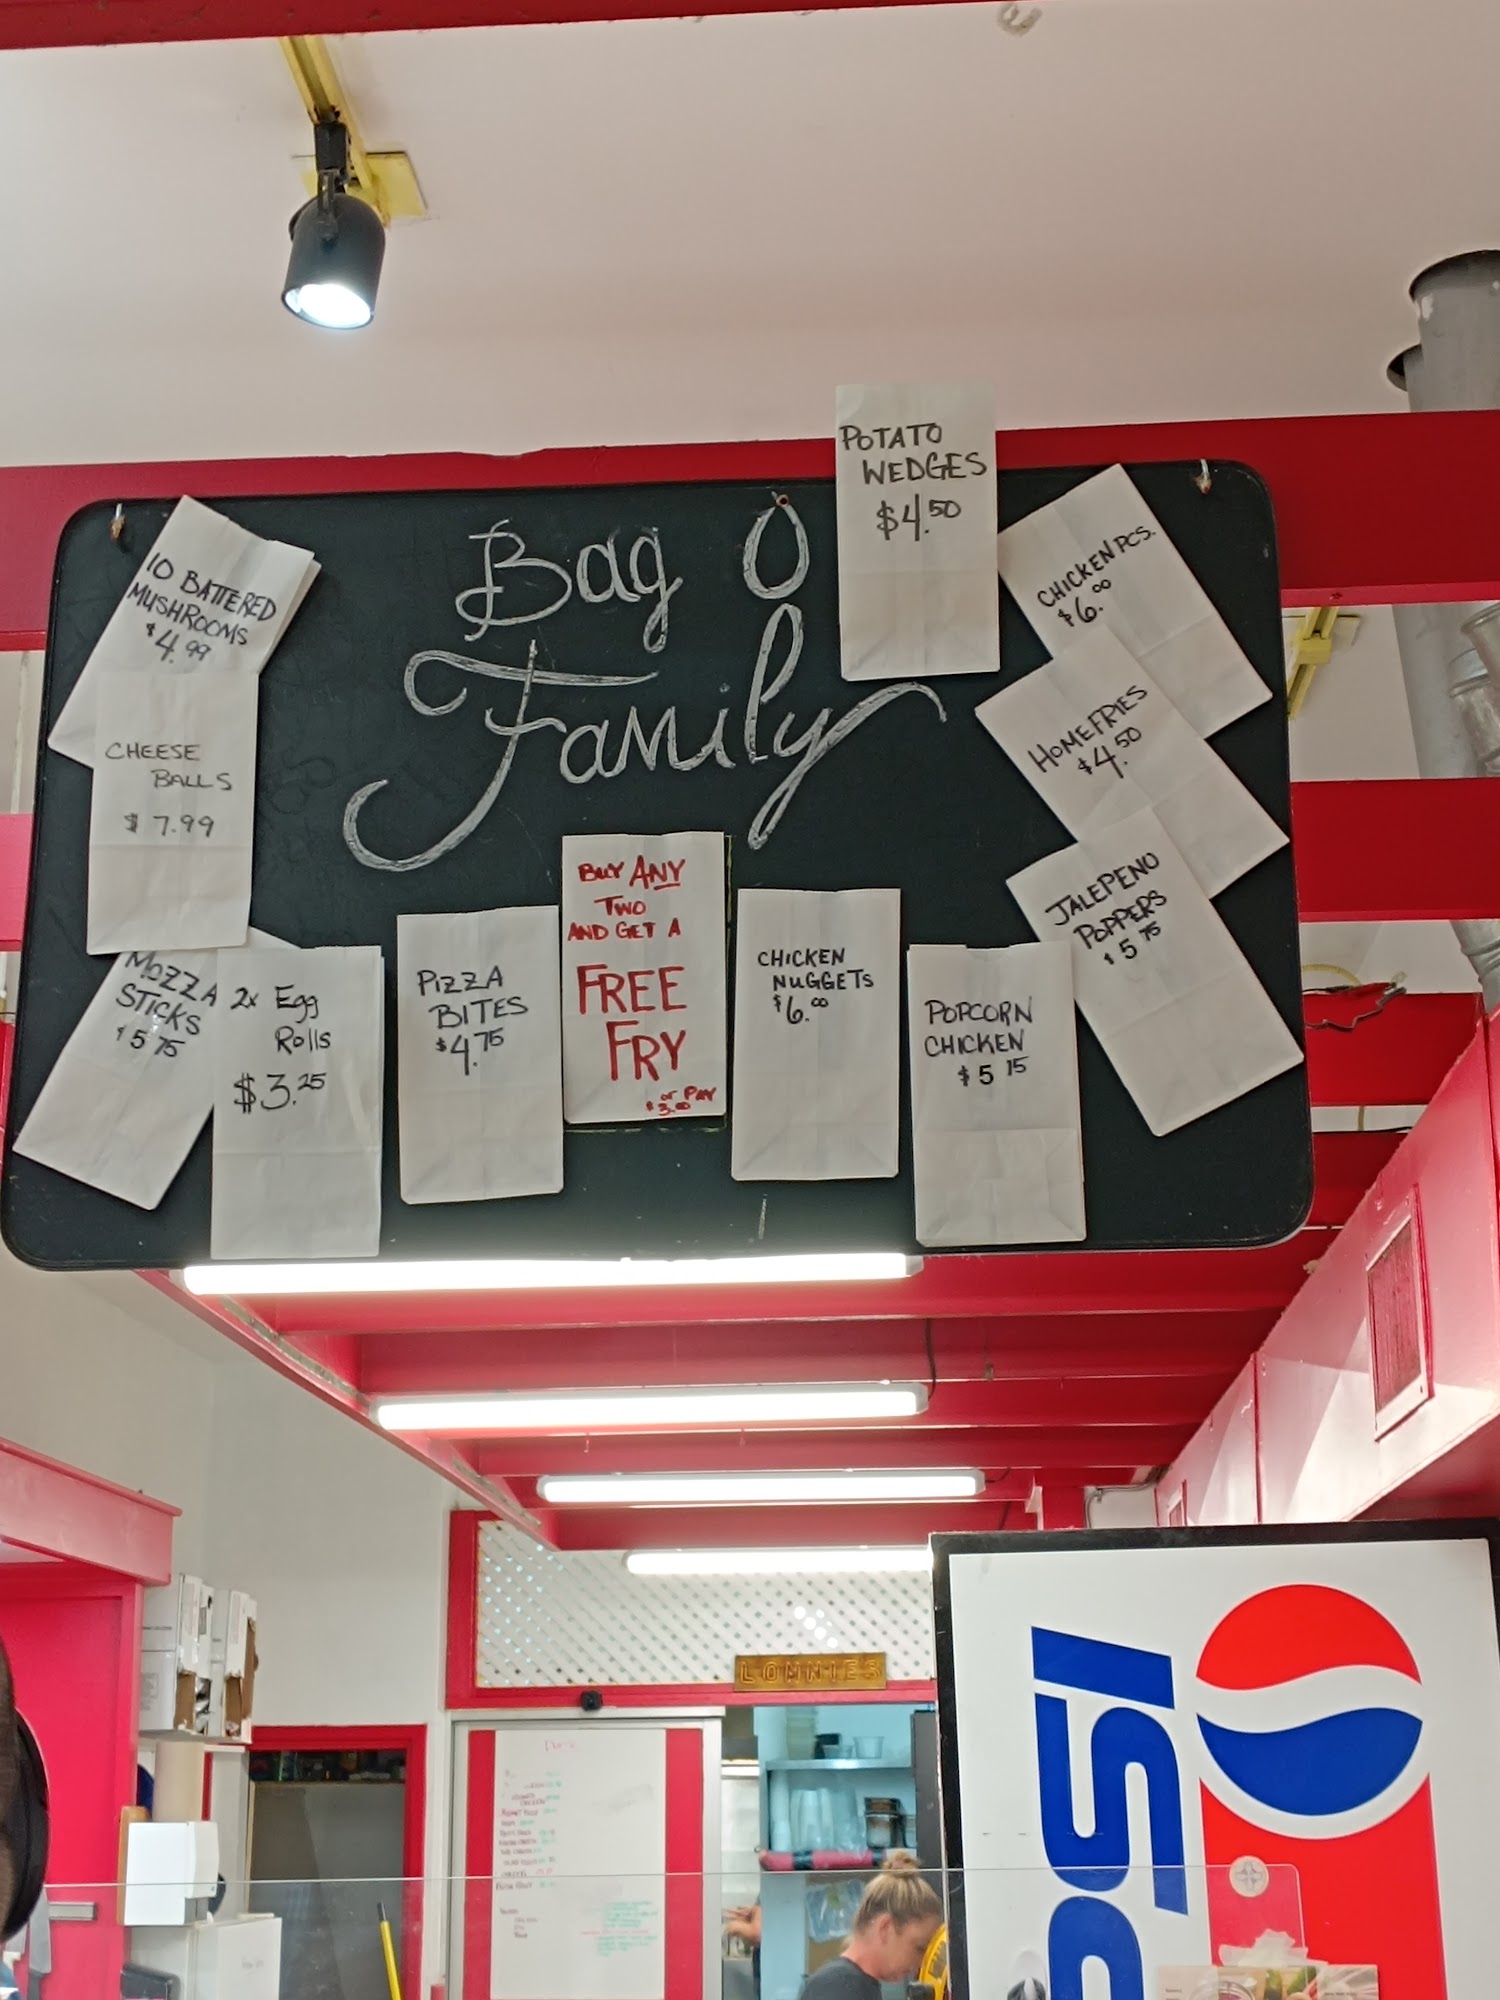 Bag O
Family
POTATO
WEDGES
$4.50
10 BATTERED
MUSHROOMS
$4.99
CHEESE
BALLS
$7.99
MOZZA
STICKS
$5 75
2x Egg
Rolls
$3.25
PIZZA
BITES
$4.75
BUY ANY
TWO
AND GET A
FREE
FRY
or PAY
$3.00
CHICKEN
NUGGETS
$6.00
POPCORN
CHICKEN
$5 15
JALEPENO
POPPERS
$5 75
HOMEFRIES
$4.50
CHICKEN PCS.
$6.00
LONNIES